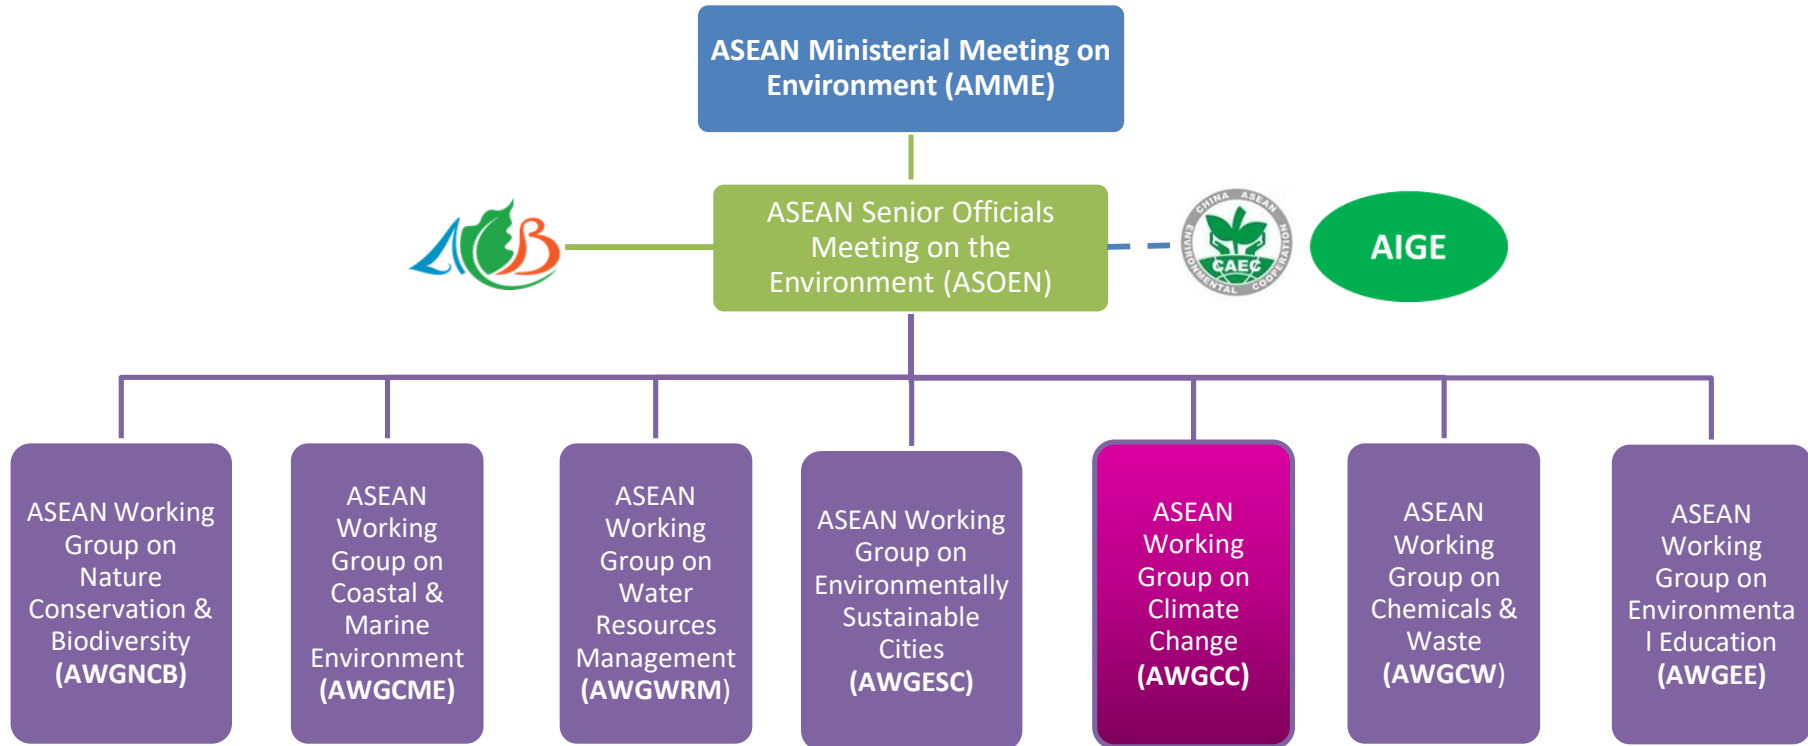 ASEAN Ministerial Meeting on
Environment (AMME)
ACB
ASEAN Senior Officials
Meeting on the
Environment (ASOEN)
CHINA ASEAN
ENVIRONMENTAL COOPERATION
CAEC
AIGE
ASEAN Working
Group on
Nature
Conservation &
Biodiversity
(AWGNCB)
ASEAN
Working
Group on
Coastal &
Marine
Environment
(AWGCME)
ASEAN
Working
Group on
Water
Resources
Management
(AWGWRM)
ASEAN Working
Group on
Environmentally
Sustainable
Cities
(AWGESC)
ASEAN
Working
Group on
Climate
Change
(AWGCC)
ASEAN
Working
Group on
Chemicals &
Waste
(AWGCW)
ASEAN
Working
Group on
Environmenta
l Education
(AWGEE)